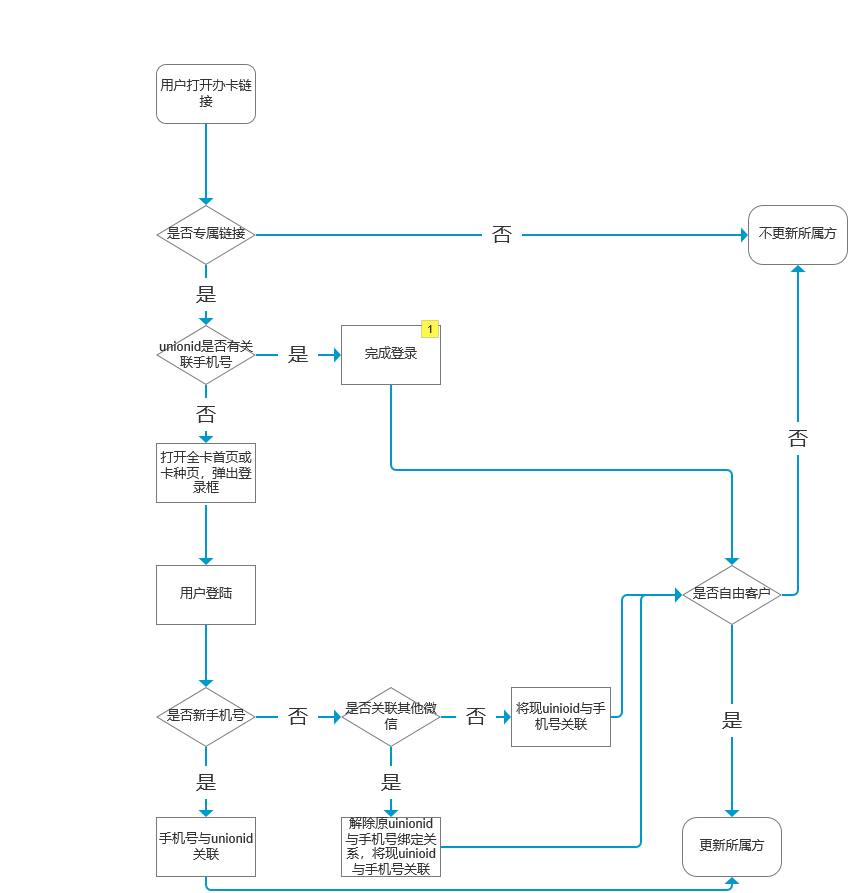 用户打开办卡链
接
是否专属链接
否
不更新所属方
是
unionid是否有关
联手机号
是
1
完成登录
否
打开全卡首页或
卡种页，弹出登
录框
否
用户登陆
是否自由客户
是否新手机号
否
是否关联其他微
信
否
将现uinioid与手
机号关联
是
是
是
手机号与unionid
关联
解除原uinionid
与手机号绑定关
系，将现uinioid
与手机号关联
更新所属方